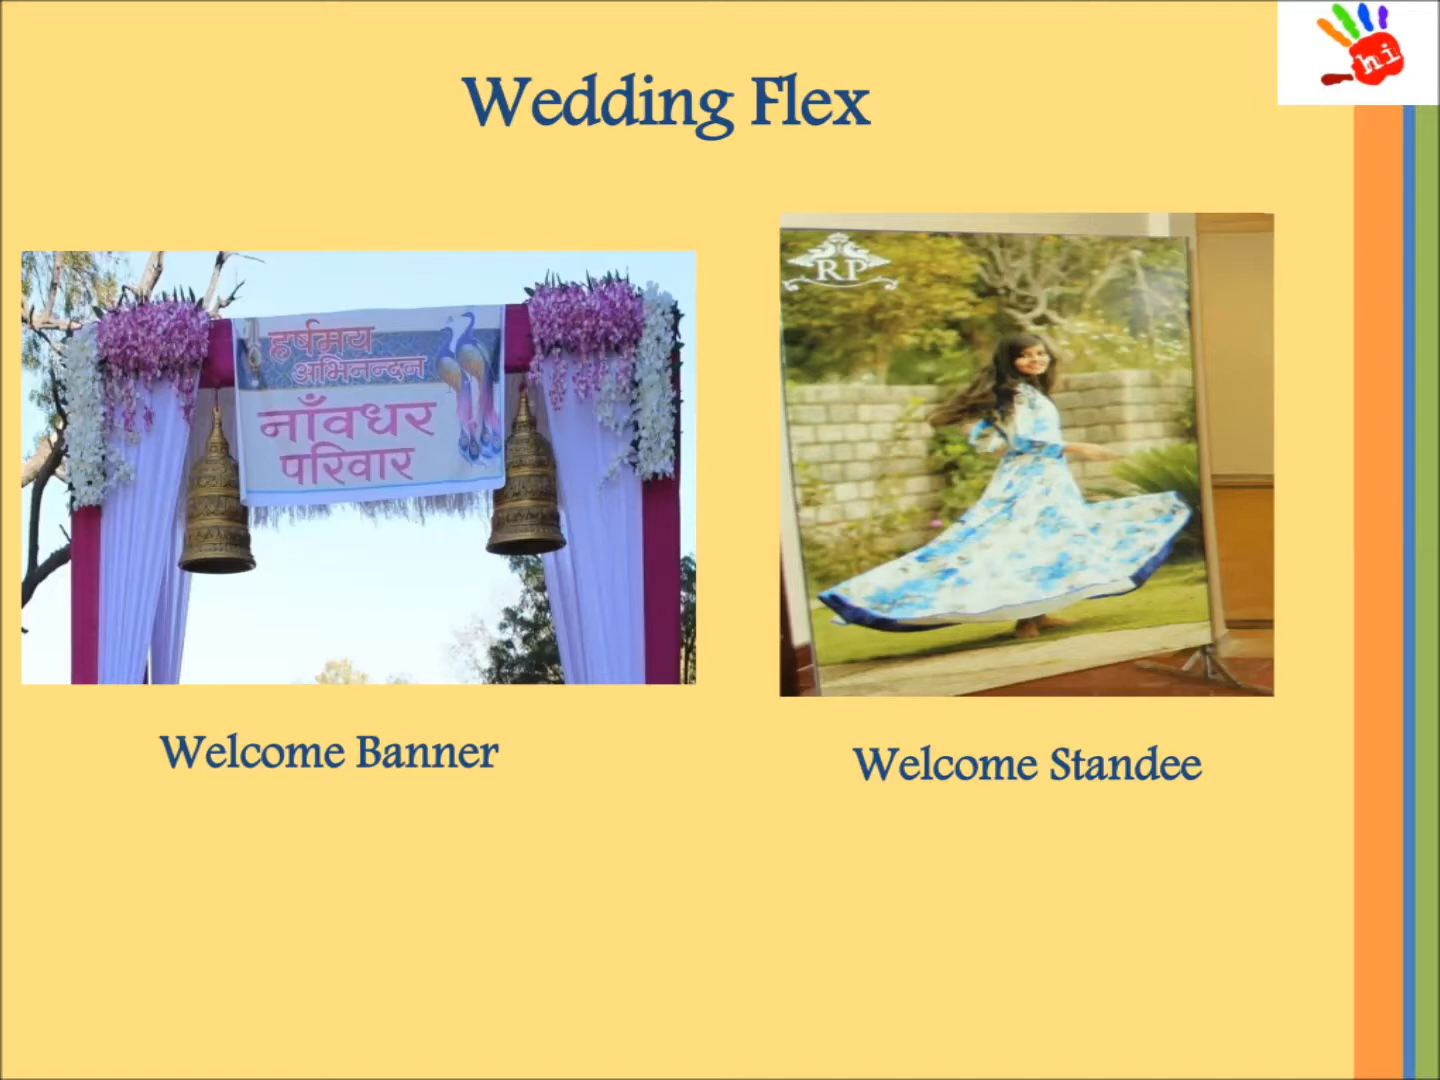 hi
Wedding Flex
हर्षमय
अभिनन्दन
नाँवधर
परिवार
RP
Welcome Banner
Welcome Standee